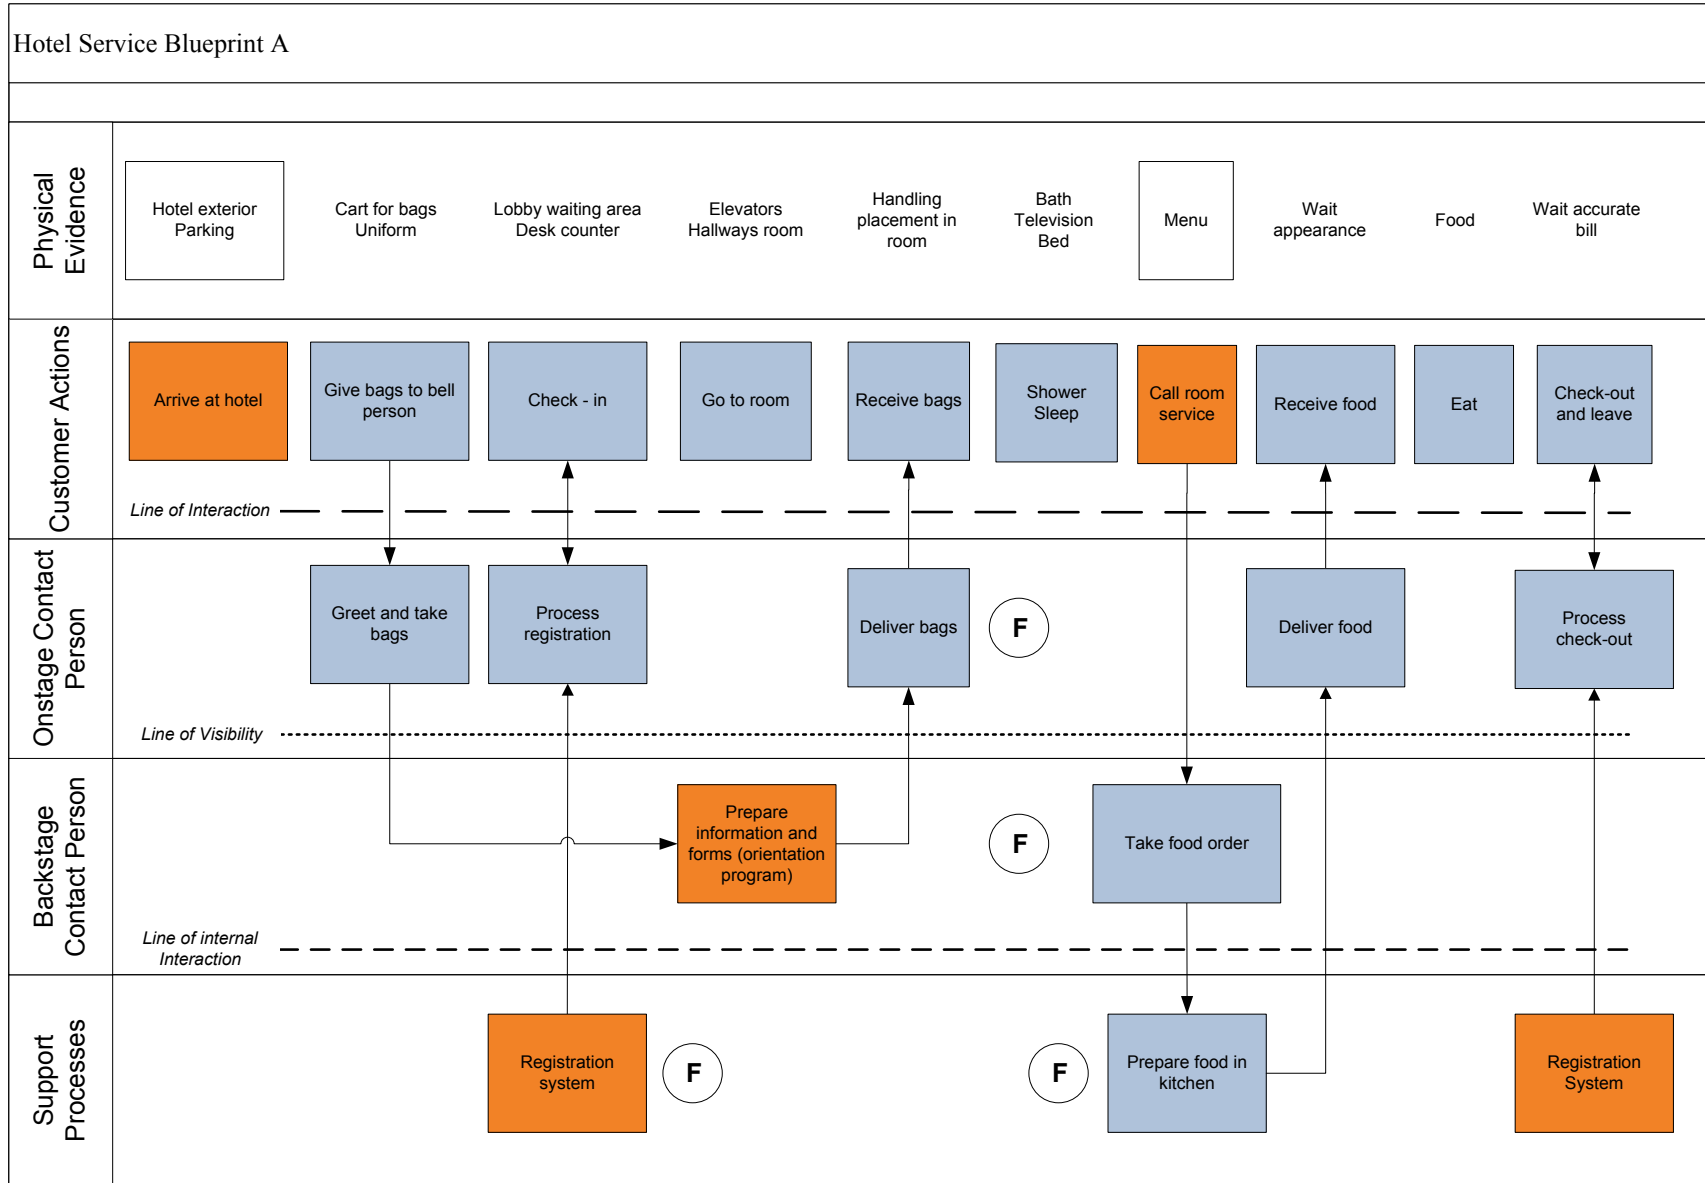 Hotel Service Blueprint A
Physical
Evidence
Hotel exterior
Parking
Cart for bags
Uniform
Lobby waiting area
Desk counter
Elevators
Hallways room
Handling
placement in
room
Bath
Television
Bed
Menu
Wait
appearance
Food
Wait accurate
bill
Customer Actions
Arrive at hotel
Give bags to bell
person
Check - in
Go to room
Receive bags
Shower
Sleep
Call room
service
Receive food
Eat
Check-out
and leave
Line of Interaction
Onstage Contact
Person
Greet and take
bags
Process
registration
Deliver bags
F
Deliver food
Process
check-out
Line of Visibility
Backstage
Contact Person
Prepare
information and
forms (orientation
program)
F
Take food order
Line of internal
Interaction
Support
Processes
Registration
system
F
F
Prepare food in
kitchen
Registration
System